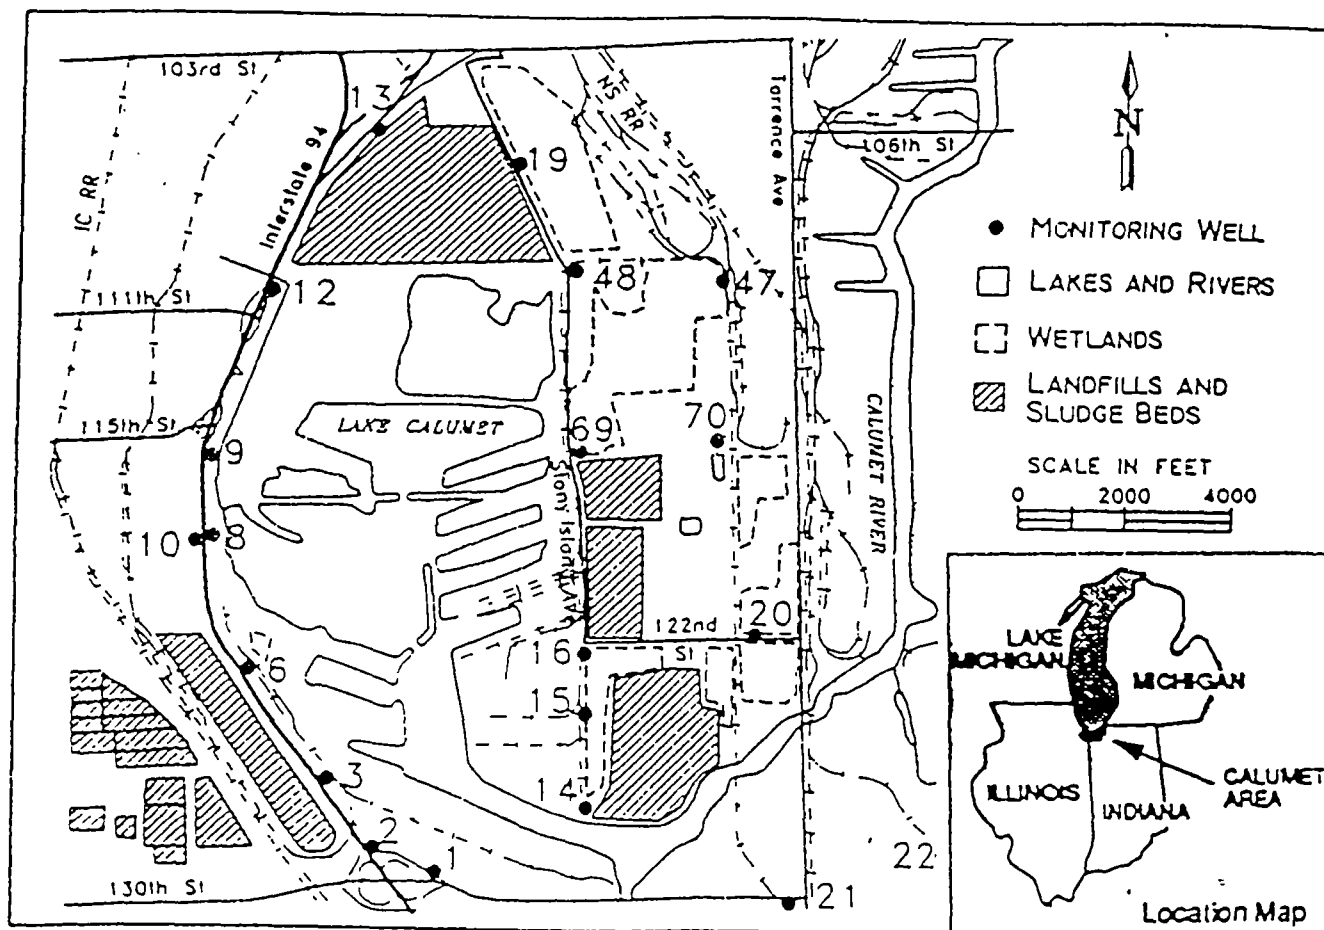 103rd St
13
Interstate 94
IC RR
19
NS RR
Torrence Ave
106th St
N
MONITORING WELL
LAKES AND RIVERS
WETLANDS
LANDFILLS AND
SLUDGE BEDS
SCALE IN FEET
0 2000 4000
12
48
47
111th St
115th St
LAKE CALUMET
69
70
9
Stony Island Av
CALUMET RIVER
10
8
122nd
St
20
6
16
15
14
3
2
1
130th St
22
21
LAKE
MICHIGAN
MICHIGAN
ILLINOIS
INDIANA
CALUMET
AREA
Location Map